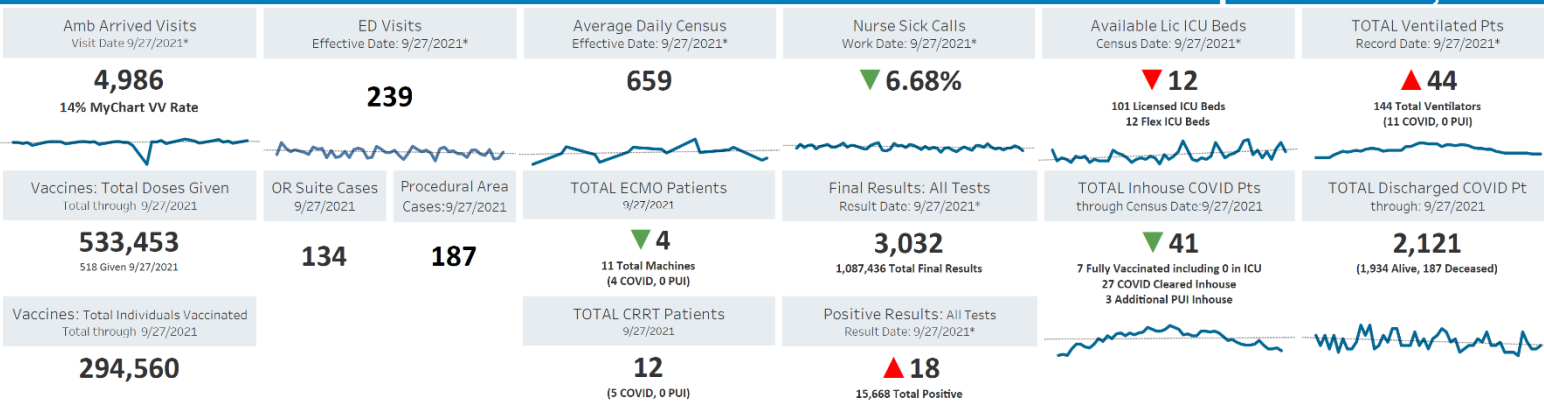 Amb Arrived Visits
Visit Date 9/27/2021*
4,986
14% MyChart VV Rate
ED Visits
Effective Date: 9/27/2021*
239
Average Daily Census
Effective Date: 9/27/2021*
659
Nurse Sick Calls
Work Date: 9/27/2021*
6.68%
Available Lic ICU Beds
Census Date: 9/27/2021*
12
101 Licensed ICU Beds
12 Flex ICU Beds
TOTAL Ventilated Pts
Record Date: 9/27/2021*
44
144 Total Ventilators
(11 COVID, 0 PUI)
Vaccines: Total Doses Given
Total through 9/27/2021
533,453
518 Given 9/27/2021
OR Suite Cases
9/27/2021
134
Procedural Area
Cases:9/27/2021
187
TOTAL ECMO Patients
9/27/2021
4
11 Total Machines
(4 COVID, 0 PUI)
Final Results: All Tests
Result Date: 9/27/2021*
3,032
1,087,436 Total Final Results
TOTAL Inhouse COVID Pts
through Census Date:9/27/2021
41
7 Fully Vaccinated including 0 in ICU
27 COVID Cleared Inhouse
3 Additional PUI Inhouse
TOTAL Discharged COVID Pt
through: 9/27/2021
2,121
(1,934 Alive, 187 Deceased)
Vaccines: Total Individuals Vaccinated
Total through 9/27/2021
294,560
TOTAL CRRT Patients
9/27/2021
12
(5 COVID, 0 PUI)
Positive Results: All Tests
Result Date: 9/27/2021*
18
15,668 Total Positive